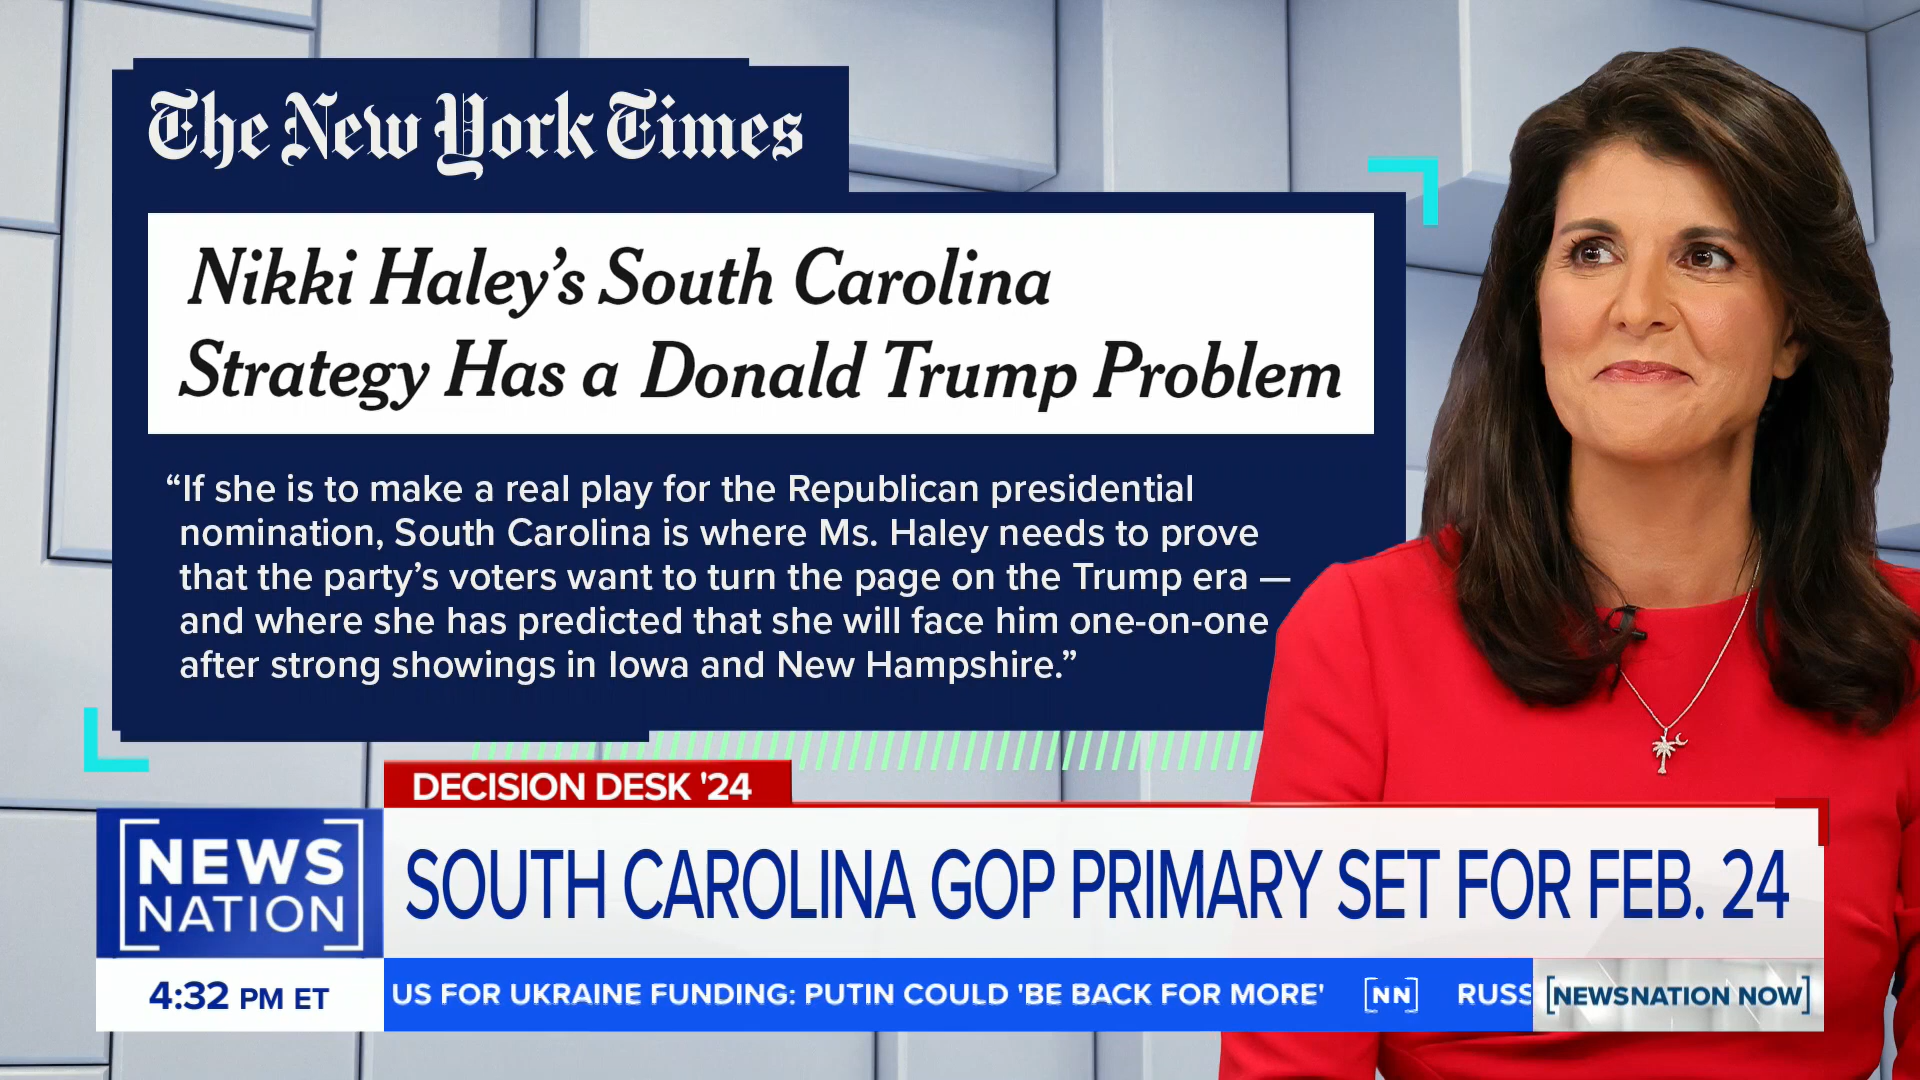 The New York Times
Nikki Haley’s South Carolina
Strategy Has a Donald Trump Problem
“If she is to make a real play for the Republican presidential
nomination, South Carolina is where Ms. Haley needs to prove
that the party’s voters want to turn the page on the Trump era —
and where she has predicted that she will face him one-on-one
after strong showings in Iowa and New Hampshire.”
DECISION DESK '24
NEWS
NATION
SOUTH CAROLINA GOP PRIMARY SET FOR FEB. 24
4:32 PM ET
US FOR UKRAINE FUNDING: PUTIN COULD 'BE BACK FOR MORE' [NN] RUSS
[NEWSNATION NOW]